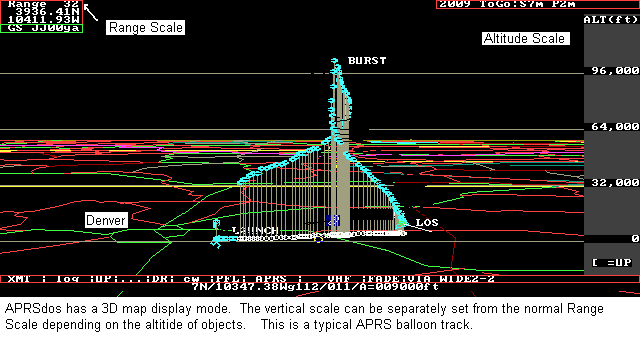 Range 32
3936.41N
10411.93W
GS JJ00ya
Range Scale
2009 ToGo:S7m P2m
Altitude Scale
ALT(ft)
BURST
96,000
64,000
32,000
Denver
LOS
0
=UP
XMT ; log ;UP;...;DR; cw ;PFL; APRS ; VHF ;FADE;VIA WIDE2-2
7N/10347.38Wg112/011/A=009000ft
APRSdos has a 3D map display mode. The vertical scale can be separately set from the normal Range
Scale depending on the altitide of objects. This is a typical APRS balloon track.